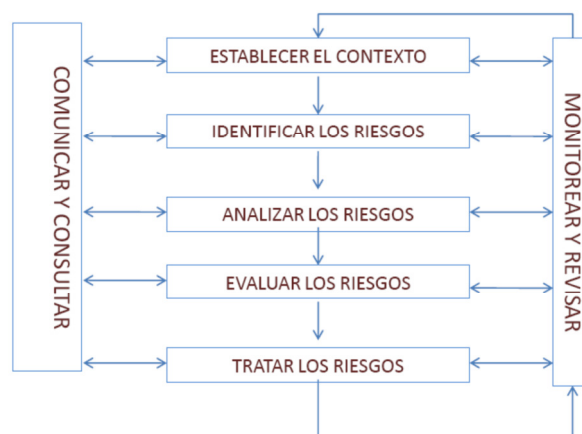 COMUNICAR Y CONSULTAR
ESTABLECER EL CONTEXTO
IDENTIFICAR LOS RIESGOS
ANALIZAR LOS RIESGOS
EVALUAR LOS RIESGOS
TRATAR LOS RIESGOS
MONITOREAR Y REVISAR